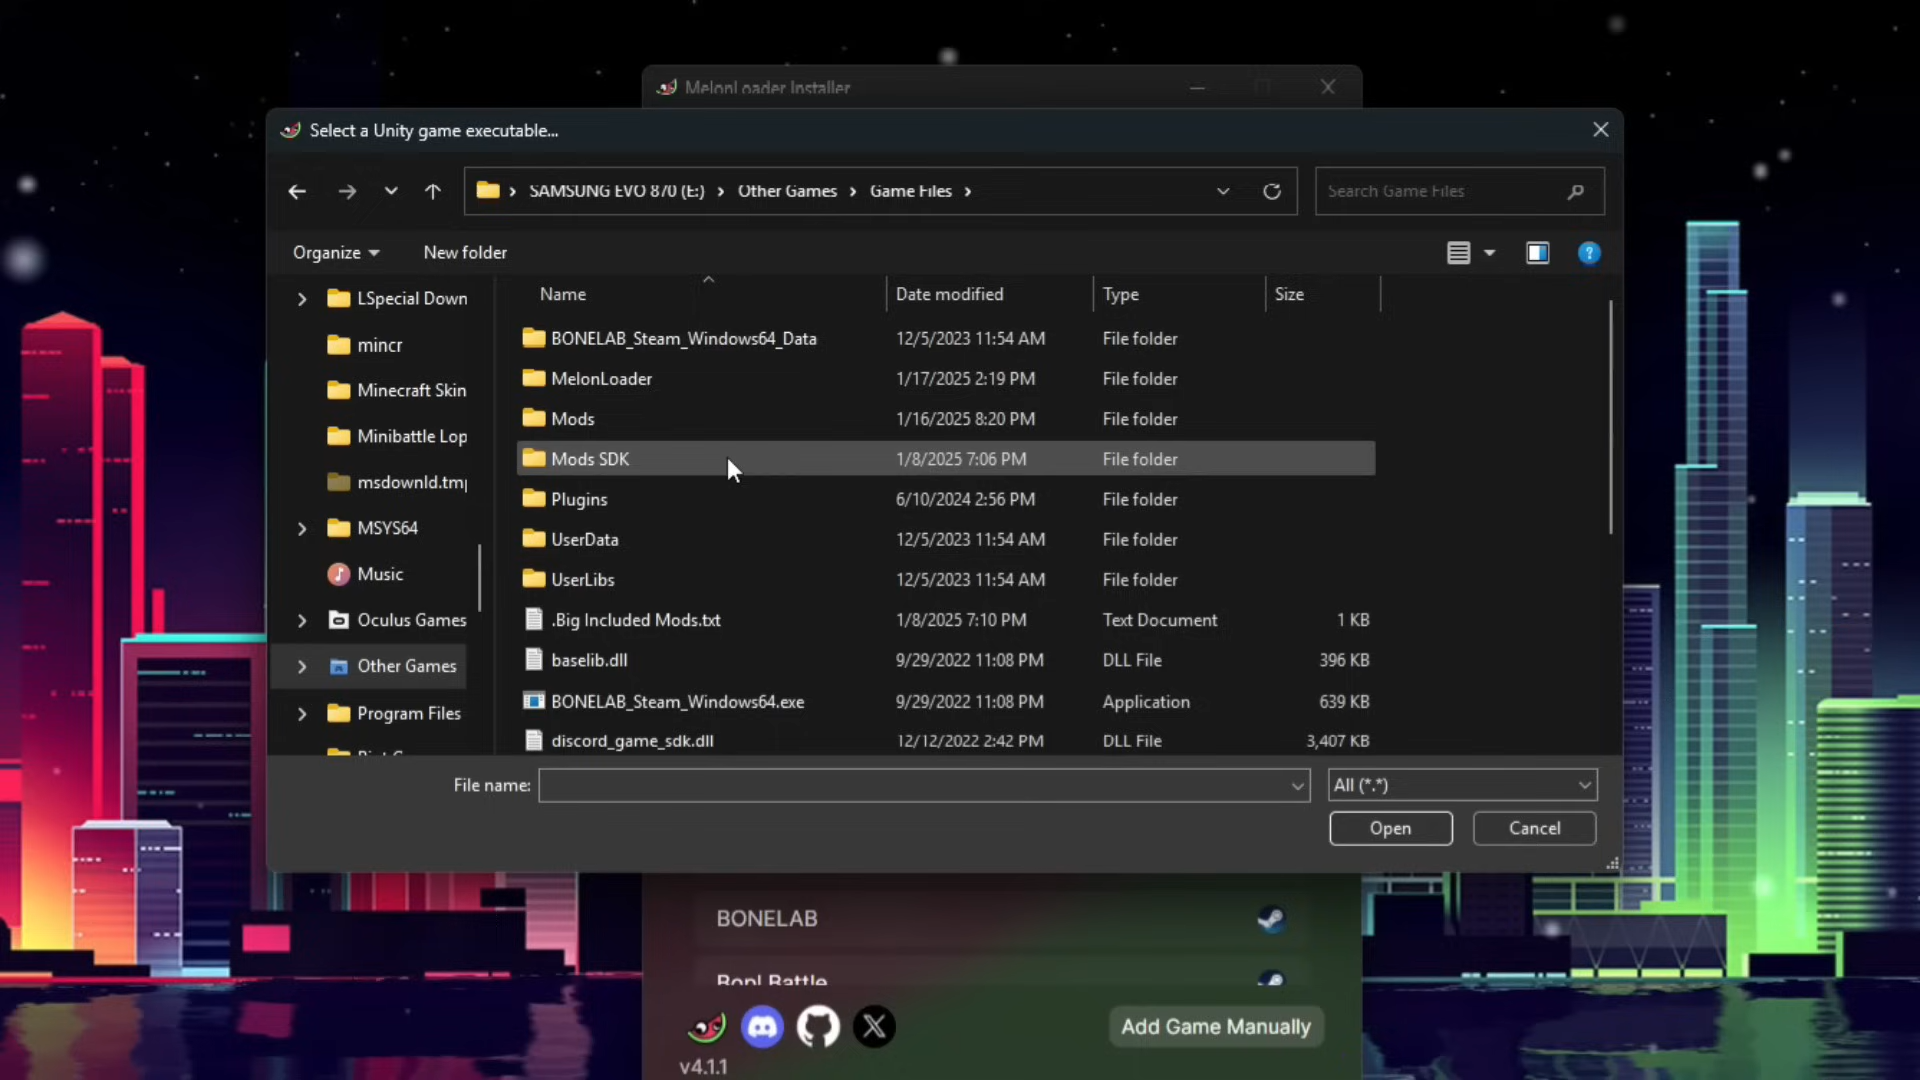 MelonLoader Installer
Select a Unity game executable...
SAMSUNG EVO 870 (E:) > Other Games > Game Files >
Search Game Files
Organize
New folder
Name Date modified Type Size
LSpecial Down
mincr
Minecraft Skin
Minibattle Lop
msdownld.tmp
MSYS64
Music
Oculus Games
Other Games
Program Files
BONELAB_Steam_Windows64_Data 12/5/2023 11:54 AM File folder
MelonLoader 1/17/2025 2:19 PM File folder
Mods 1/16/2025 8:20 PM File folder
Mods SDK 1/8/2025 7:06 PM File folder
Plugins 6/10/2024 2:56 PM File folder
UserData 12/5/2023 11:54 AM File folder
UserLibs 12/5/2023 11:54 AM File folder
.Big Included Mods.txt 1/8/2025 7:10 PM Text Document 1 KB
baselib.dll 9/29/2022 11:08 PM DLL File 396 KB
BONELAB_Steam_Windows64.exe 9/29/2022 11:08 PM Application 639 KB
discord_game_sdk.dll 12/12/2022 2:42 PM DLL File 3,407 KB
File name:
All (*.*)
Open
Cancel
BONELAB
Bopl Battle
Add Game Manually
v4.1.1